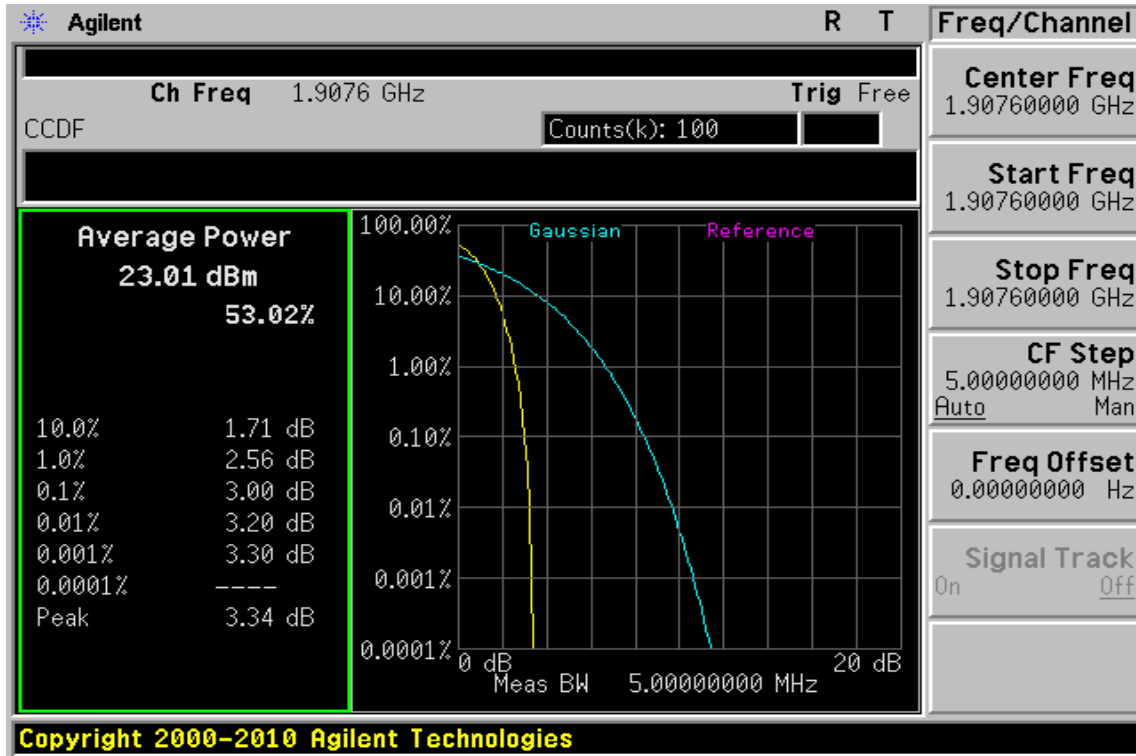 Agilent R T
Ch Freq 1.9076 GHz Trig Free
CCDF Counts(k): 100
Average Power
23.01 dBm
53.02%
10.0% 1.71 dB
1.0% 2.56 dB
0.1% 3.00 dB
0.01% 3.20 dB
0.001% 3.30 dB
0.0001% ----
Peak 3.34 dB
Gaussian Reference
100.00%
10.00%
1.00%
0.10%
0.01%
0.001%
0.0001%
0 dB 20 dB
Meas BW 5.00000000 MHz
Freq/Channel
Center Freq
1.90760000 GHz
Start Freq
1.90760000 GHz
Stop Freq
1.90760000 GHz
CF Step
5.00000000 MHz
Auto Man
Freq Offset
0.00000000 Hz
Signal Track
On Off
Copyright 2000-2010 Agilent Technologies